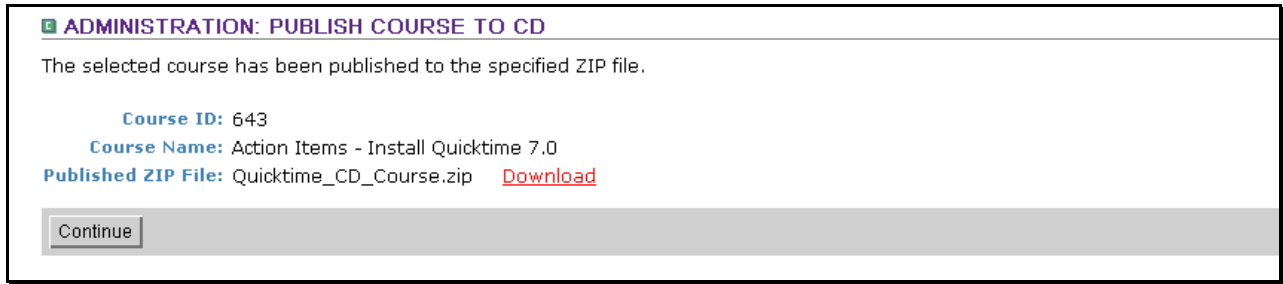 ADMINISTRATION: PUBLISH COURSE TO CD
The selected course has been published to the specified ZIP file.
Course ID: 643
Course Name: Action Items - Install Quicktime 7.0
Published ZIP File: Quicktime_CD_Course.zip Download
Continue